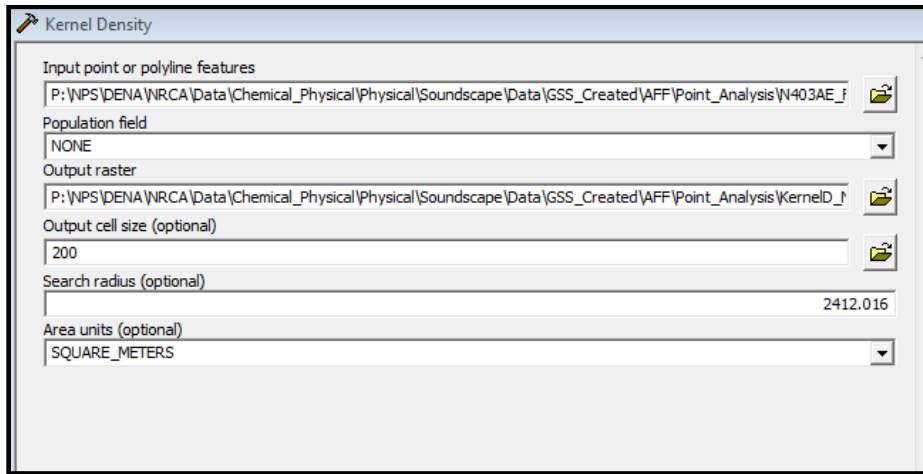 Kernel Density
Input point or polyline features
P:\NPS\DENA\NRCA\Data\Chemical_Physical\Physical\Soundscape\Data\GSS_Created\AFF\Point_Analysis\N403AE_F
Population field
NONE
Output raster
P:\NPS\DENA\NRCA\Data\Chemical_Physical\Physical\Soundscape\Data\GSS_Created\AFF\Point_Analysis\KernelD_N
Output cell size (optional)
200
Search radius (optional)
2412.016
Area units (optional)
SQUARE_METERS